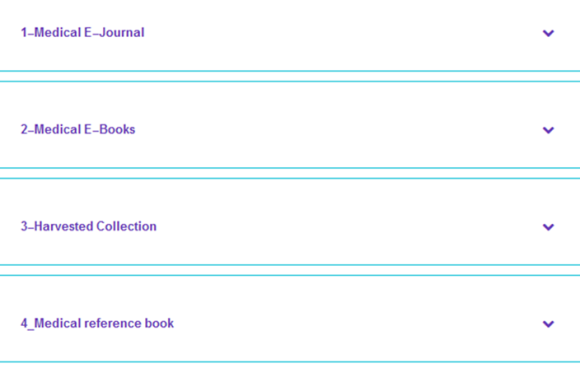 1-Medical E-Journal
2-Medical E-Books
3-Harvested Collection
4_Medical reference book